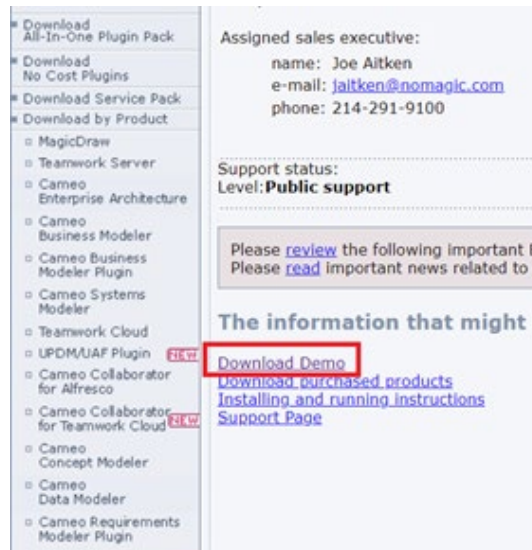 Download
All-In-One Plugin Pack
Download
No Cost Plugins
Download Service Pack
Download by Product
MagicDraw
Teamwork Server
Cameo
Enterprise Architecture
Cameo
Business Modeler
Cameo Business
Modeler Plugin
Cameo Systems
Modeler
Teamwork Cloud
UPDM/UAF Plugin NEW
Cameo Collaborator
for Alfresco
Cameo Collaborator
for Teamwork Cloud NEW
Cameo
Concept Modeler
Cameo
Data Modeler
Cameo Requirements
Modeler Plugin
Assigned sales executive:
name: Joe Aitken
e-mail: jaitken@nomagic.com
phone: 214-291-9100
Support status:
Level:Public support
Please review the following important
Please read important news related to
The information that might
Download Demo
Download purchased products
Installing and running instructions
Support Page